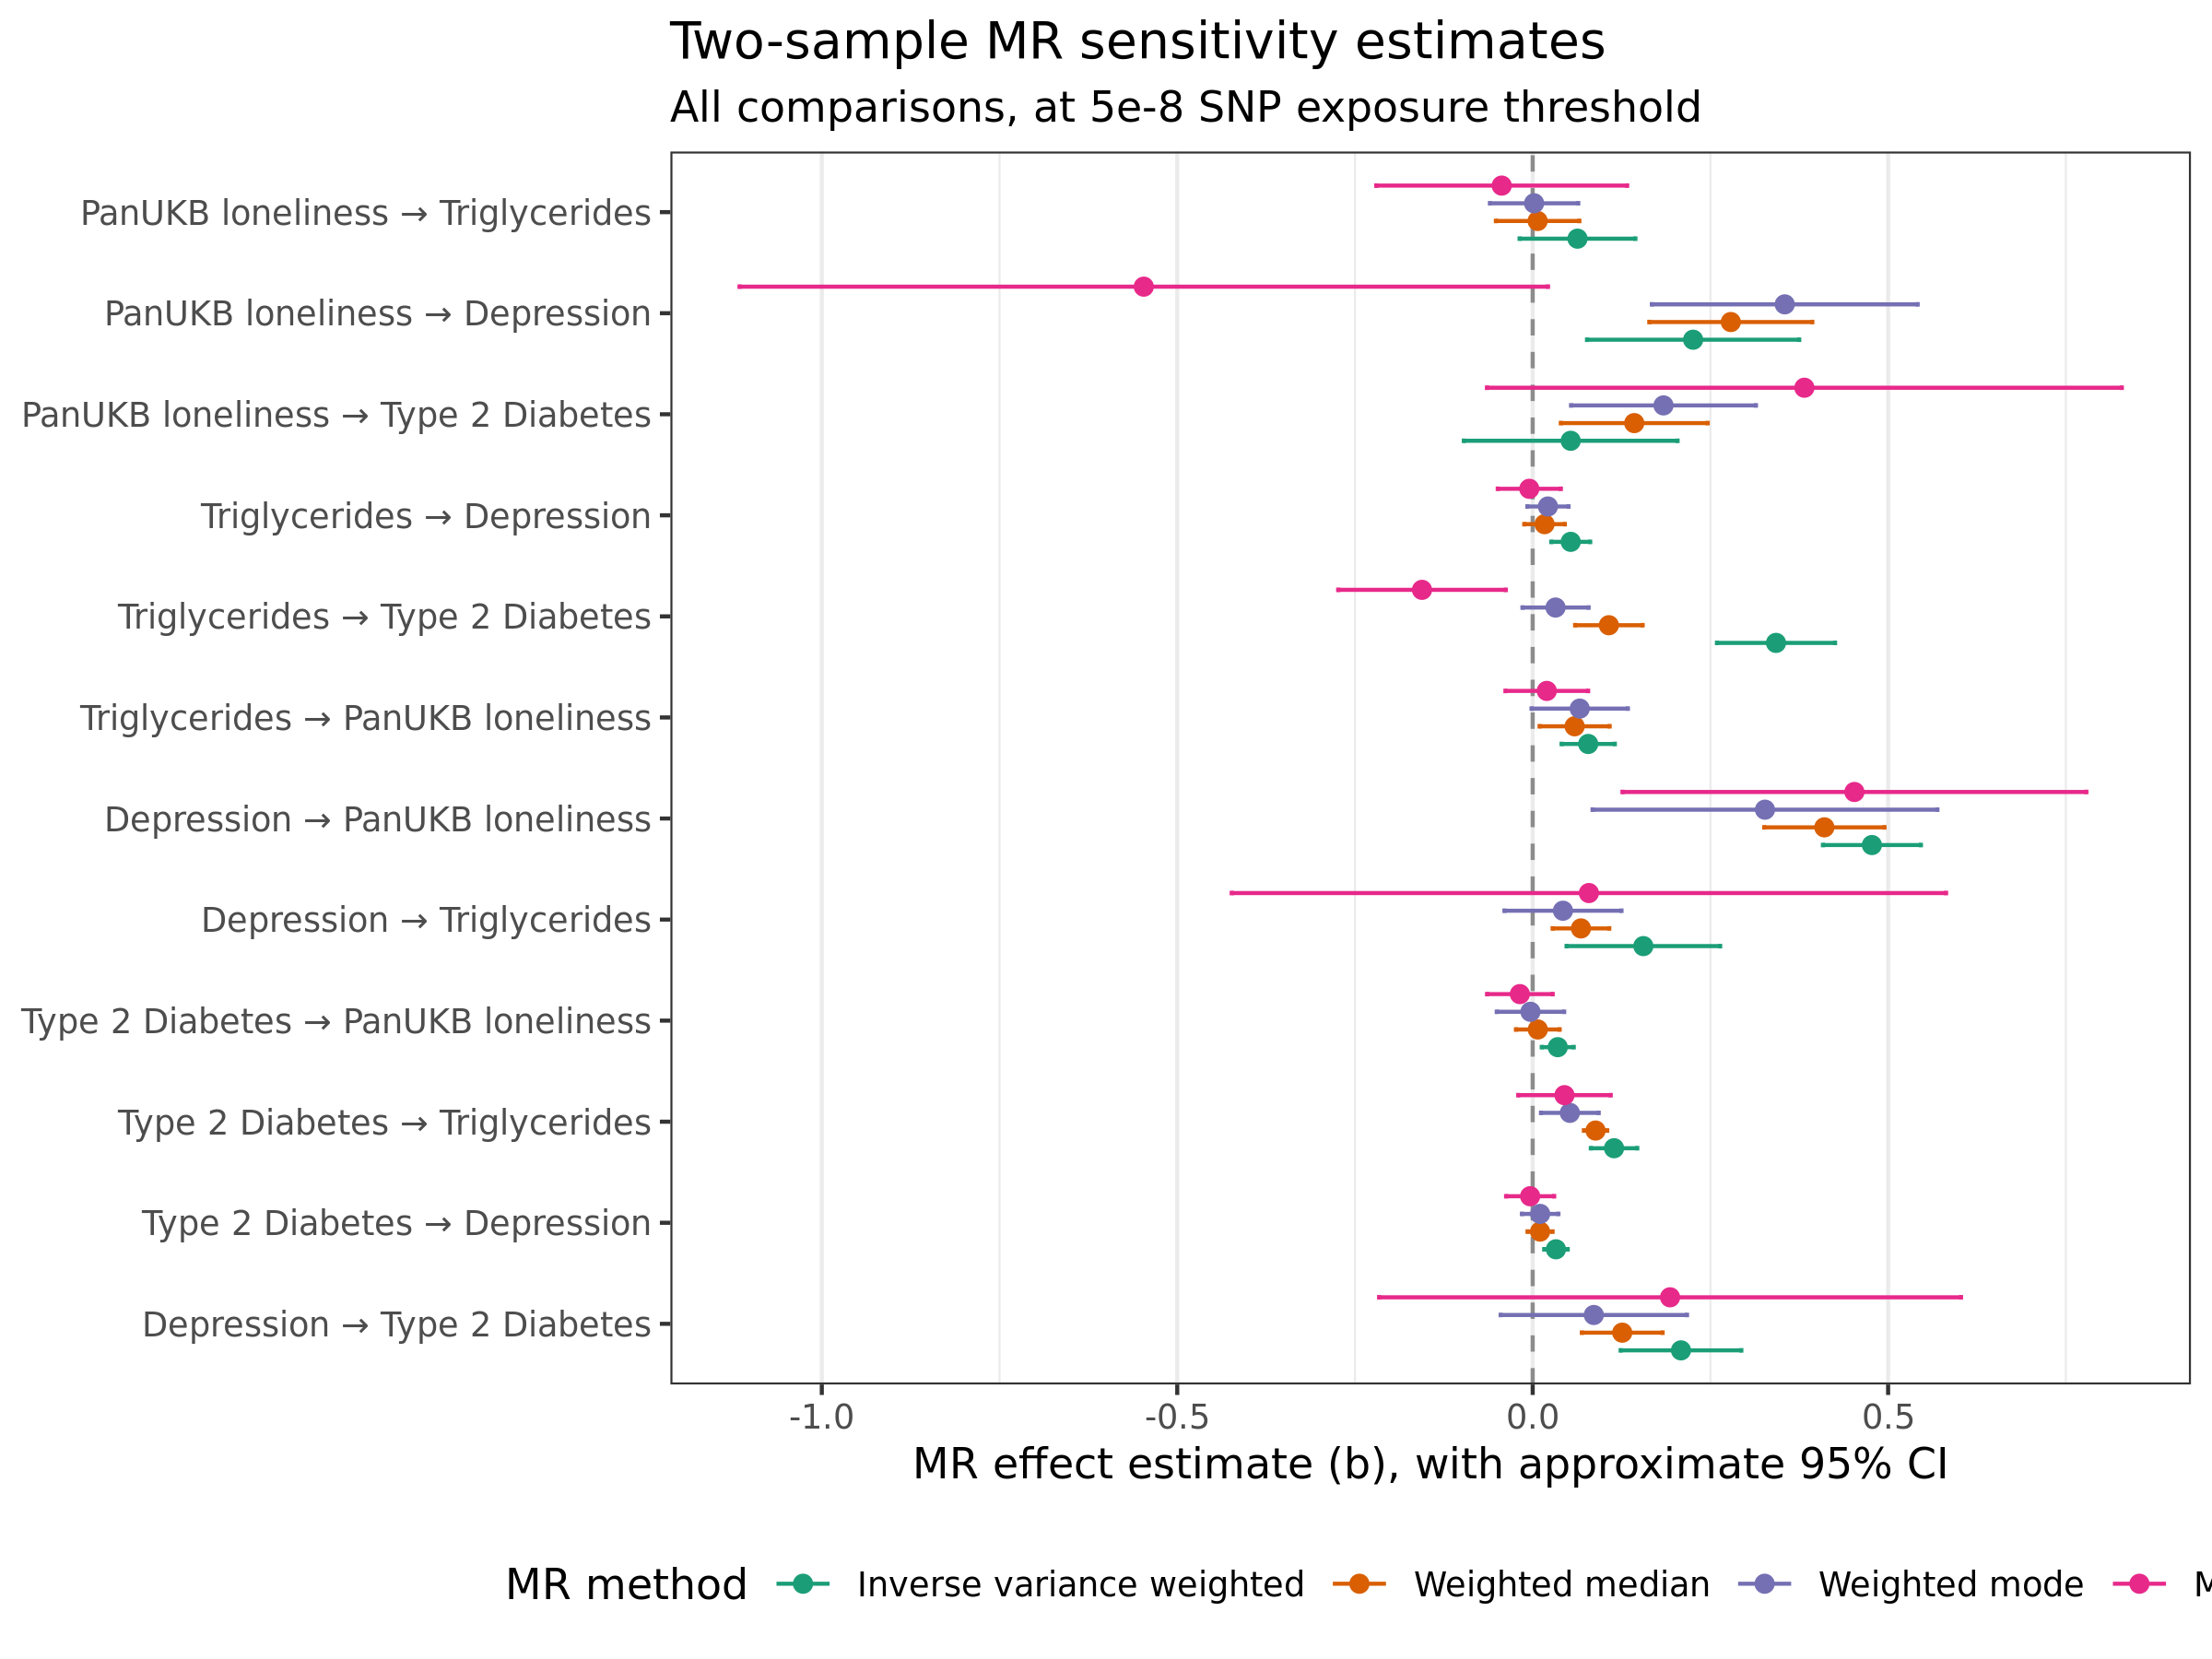 Two-sample MR sensitivity estimates
All comparisons, at 5e-8 SNP exposure threshold
PanUKB loneliness → Triglycerides
PanUKB loneliness → Depression
PanUKB loneliness → Type 2 Diabetes
Triglycerides → Depression
Triglycerides → Type 2 Diabetes
Triglycerides → PanUKB loneliness
Depression → PanUKB loneliness
Depression → Triglycerides
Type 2 Diabetes → PanUKB loneliness
Type 2 Diabetes → Triglycerides
Type 2 Diabetes → Depression
Depression → Type 2 Diabetes
-1.0 -0.5 0.0 0.5
MR effect estimate (b), with approximate 95% CI
MR method Inverse variance weighted Weighted median Weighted mode